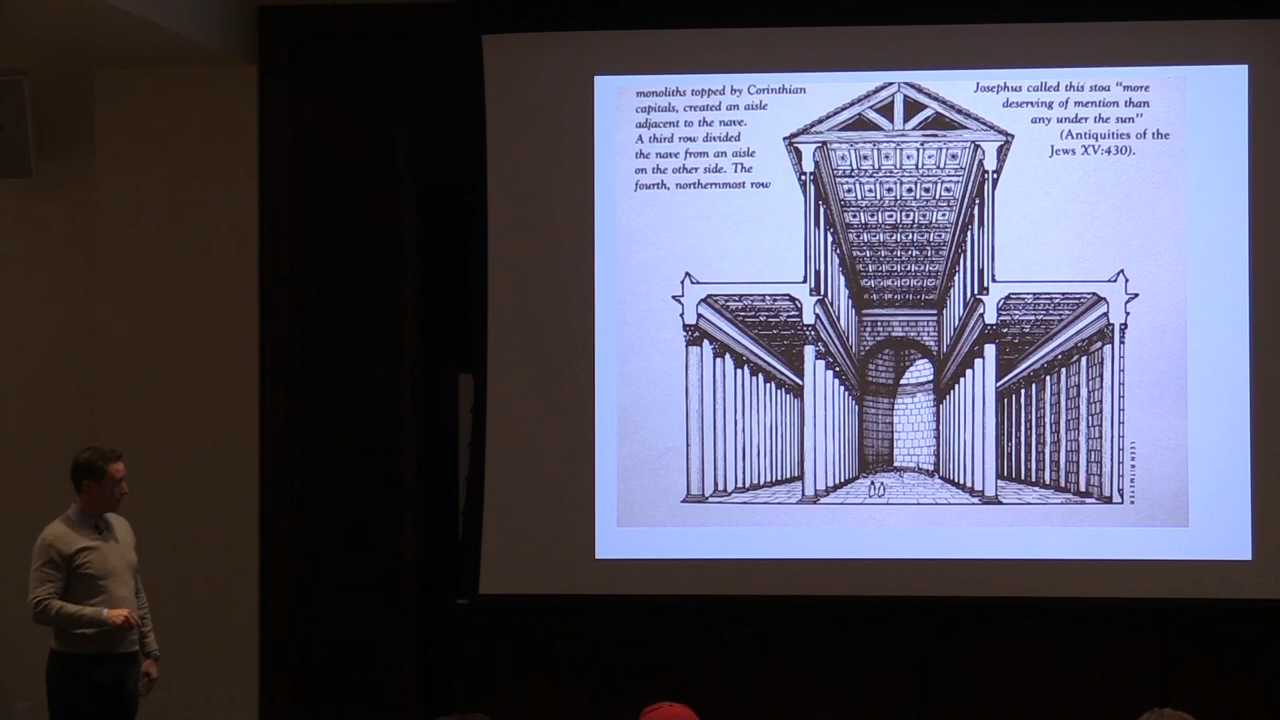 monoliths topped by Corinthian
capitals, created an aisle
adjacent to the nave.
A third row divided
the nave from an aisle
on the other side. The
fourth, northernmost row
Josephus called this stoa “more
deserving of mention than
any under the sun”
(Antiquities of the
Jews XV:430).
LEEN RITMEYER